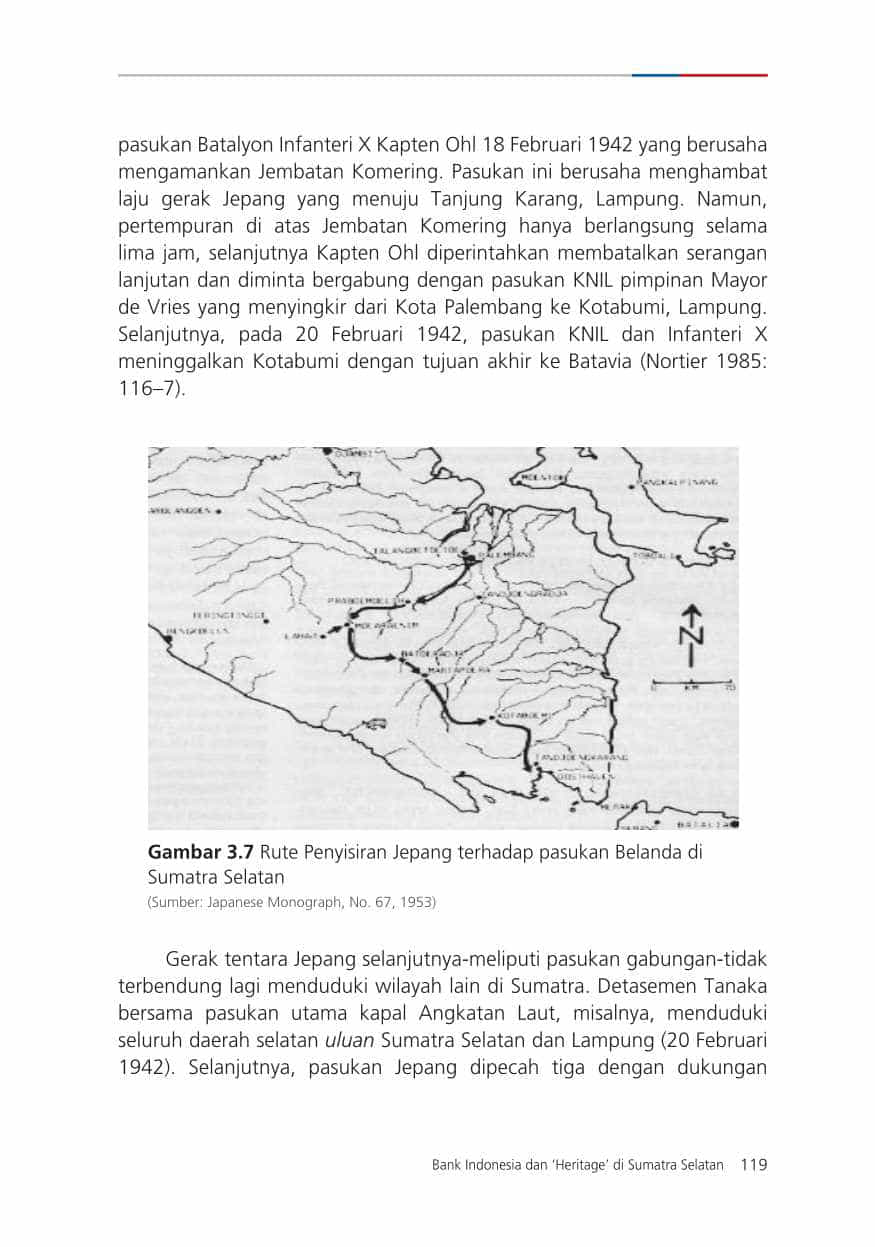 pasukan Batalyon Infanteri X Kapten Ohl 18 Februari 1942 yang berusaha
mengamankan Jembatan Komering. Pasukan ini berusaha menghambat
laju gerak Jepang yang menuju Tanjung Karang, Lampung. Namun,
pertempuran di atas Jembatan Komering hanya berlangsung selama
lima jam, selanjutnya Kapten Ohl diperintahkan membatalkan serangan
lanjutan dan diminta bergabung dengan pasukan KNIL pimpinan Mayor
de Vries yang menyingkir dari Kota Palembang ke Kotabumi, Lampung.
Selanjutnya, pada 20 Februari 1942, pasukan KNIL dan Infanteri X
meninggalkan Kotabumi dengan tujuan akhir ke Batavia (Nortier 1985:
116–7).
DJAMBI
MUNTOK
PANGKALPINANG
TALANGBETOETOE
PALEMBANG
TOBOALI
PRABOEMOELIH
TANDJOENGRADJA
TEBINGTINGGI
MOEARAENIM
BENGKOELEN
LAHAT
N
BATOERADJA
MARTAPOERA
0 KM 70
KOTABOEMI
TANDJOENGKARANG
OOSTHAVEN
MERAK
SERANG
BATAVIA
Gambar 3.7 Rute Penyisiran Jepang terhadap pasukan Belanda di
Sumatra Selatan
(Sumber: Japanese Monograph, No. 67, 1953)
Gerak tentara Jepang selanjutnya-meliputi pasukan gabungan-tidak
terbendung lagi menduduki wilayah lain di Sumatra. Detasemen Tanaka
bersama pasukan utama kapal Angkatan Laut, misalnya, menduduki
seluruh daerah selatan uluan Sumatra Selatan dan Lampung (20 Februari
1942). Selanjutnya, pasukan Jepang dipecah tiga dengan dukungan
Bank Indonesia dan ‘Heritage’ di Sumatra Selatan 119